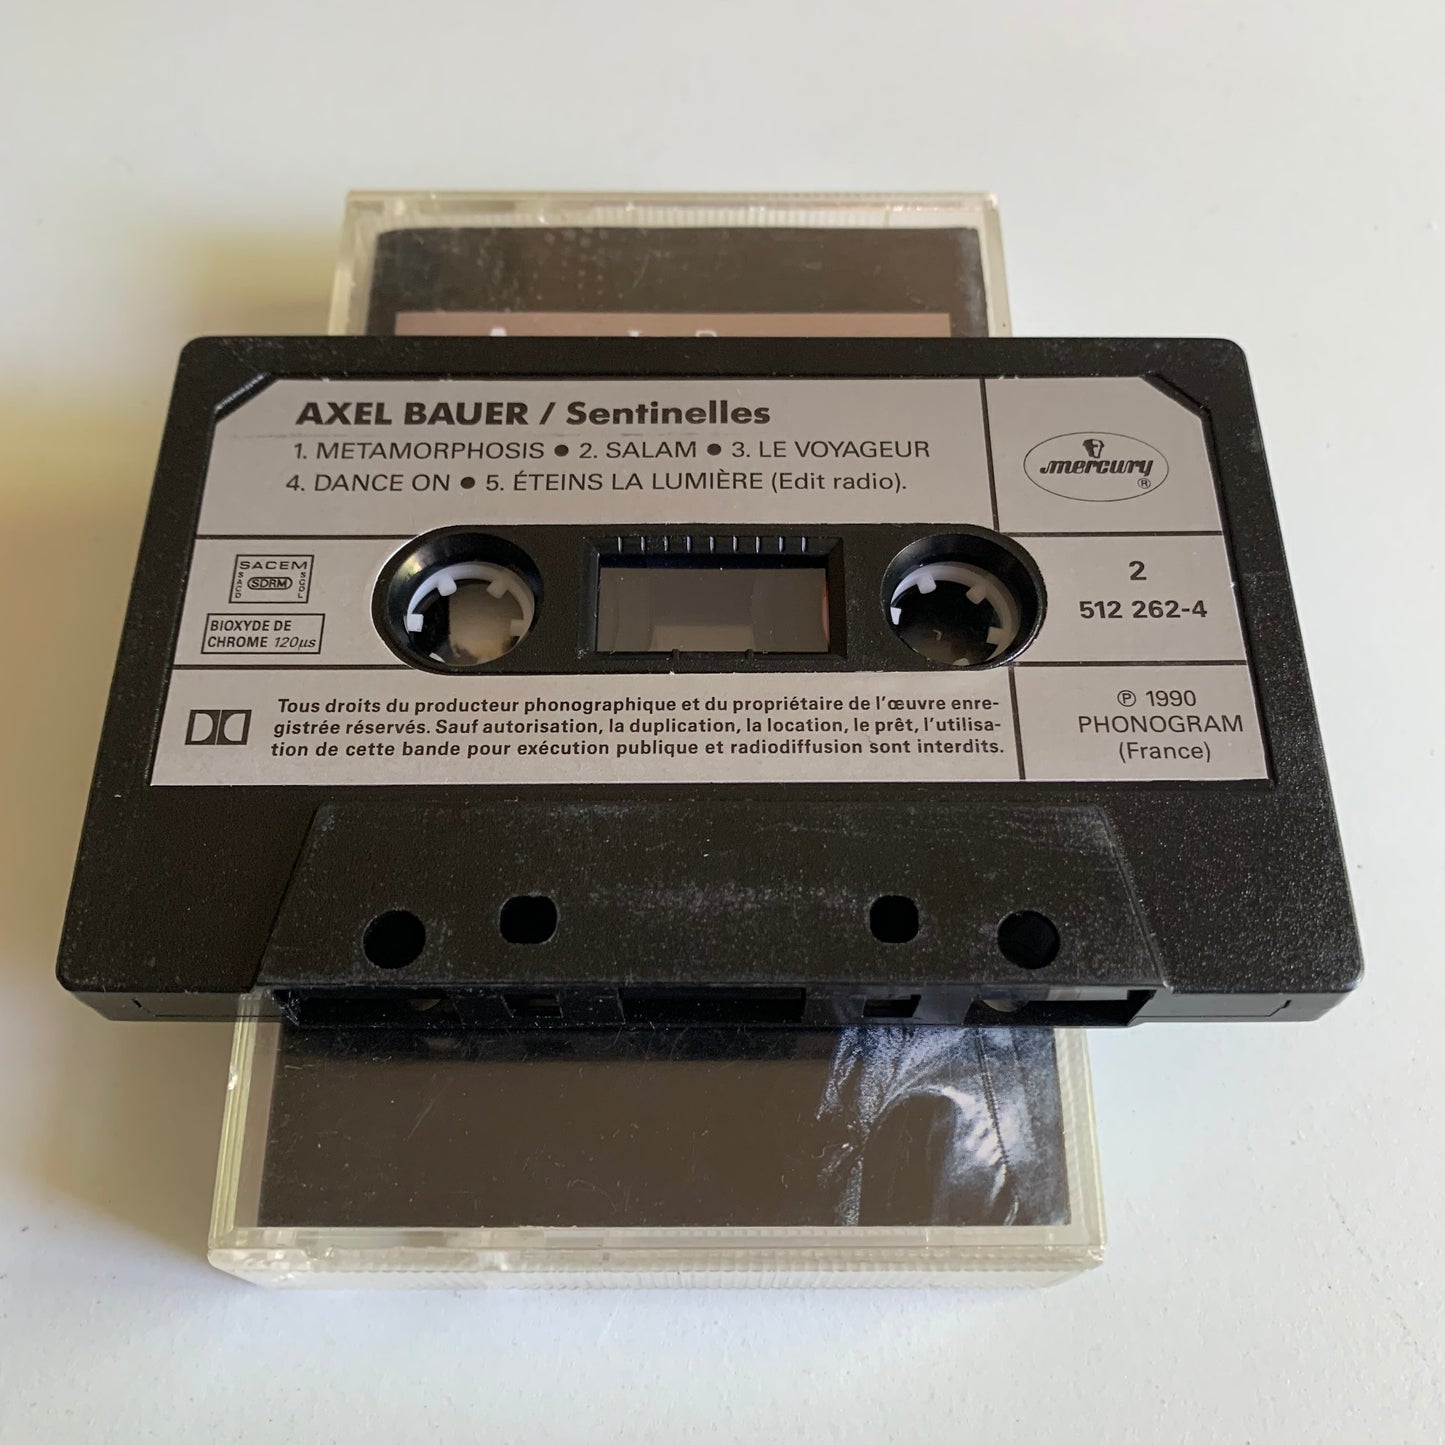 AXEL BAUER / Sentinelles
1. METAMORPHOSIS ● 2. SALAM ● 3. LE VOYAGEUR
4. DANCE ON ● 5. ÉTEINS LA LUMIÈRE (Edit radio).
mercury
®
SACEM
SACD
SDRM
SGDL
BIOXYDE DE
CHROME 120µs
2
512 262-4
Tous droits du producteur phonographique et du propriétaire de l'œuvre enre-
gistrée réservés. Sauf autorisation, la duplication, la location, le prêt, l'utilisa-
tion de cette bande pour exécution publique et radiodiffusion sont interdits.
℗ 1990
PHONOGRAM
(France)